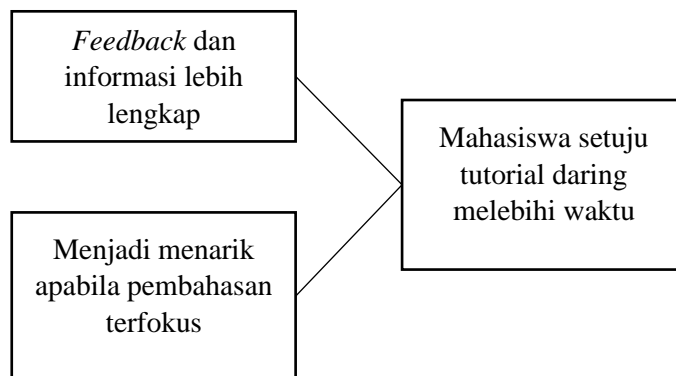 Feedback dan
informasi lebih
lengkap
Mahasiswa setuju
tutorial daring
melebihi waktu
Menjadi menarik
apabila pembahasan
terfokus